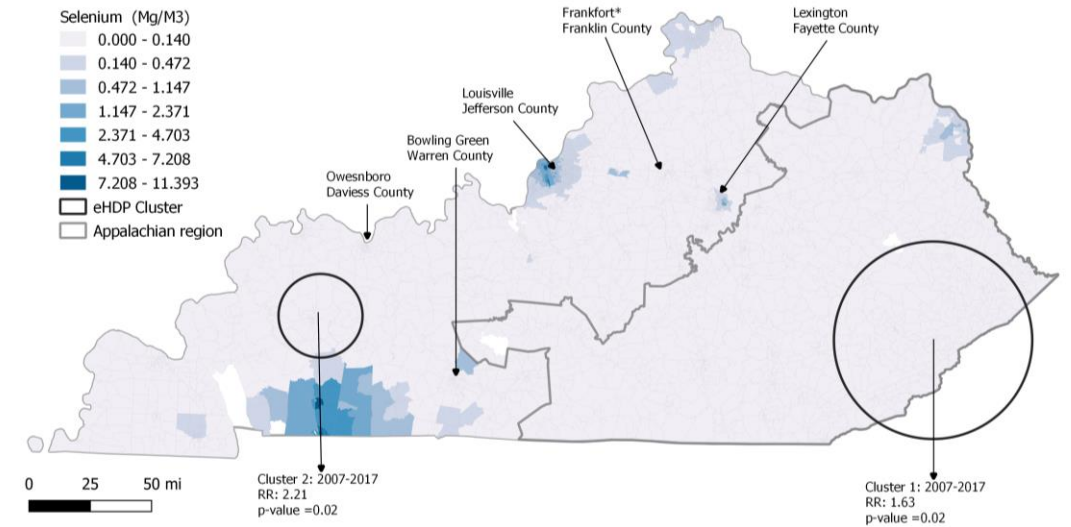 Selenium (Mg/M3)
0.000 - 0.140
0.140 - 0.472
0.472 - 1.147
1.147 - 2.371
2.371 - 4.703
4.703 - 7.208
7.208 - 11.393
eHDP Cluster
Appalachian region
Frankfort*
Franklin County
Lexington
Fayette County
Louisville
Jefferson County
Bowling Green
Warren County
Owesnboro
Daviess County
0 25 50 mi
Cluster 2: 2007-2017
RR: 2.21
p-value =0.02
Cluster 1: 2007-2017
RR: 1.63
p-value =0.02